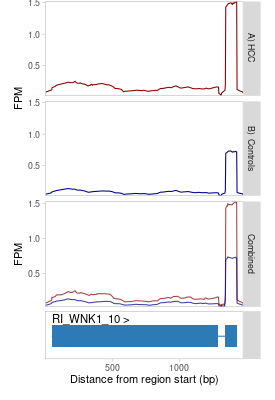 1.5
1.0
0.5
A) HCC
FPM
1.5
1.0
0.5
B) Controls
1.5
1.0
0.5
Combined
FPM
RI_WNK1_10 >
500 1000
Distance from region start (bp)